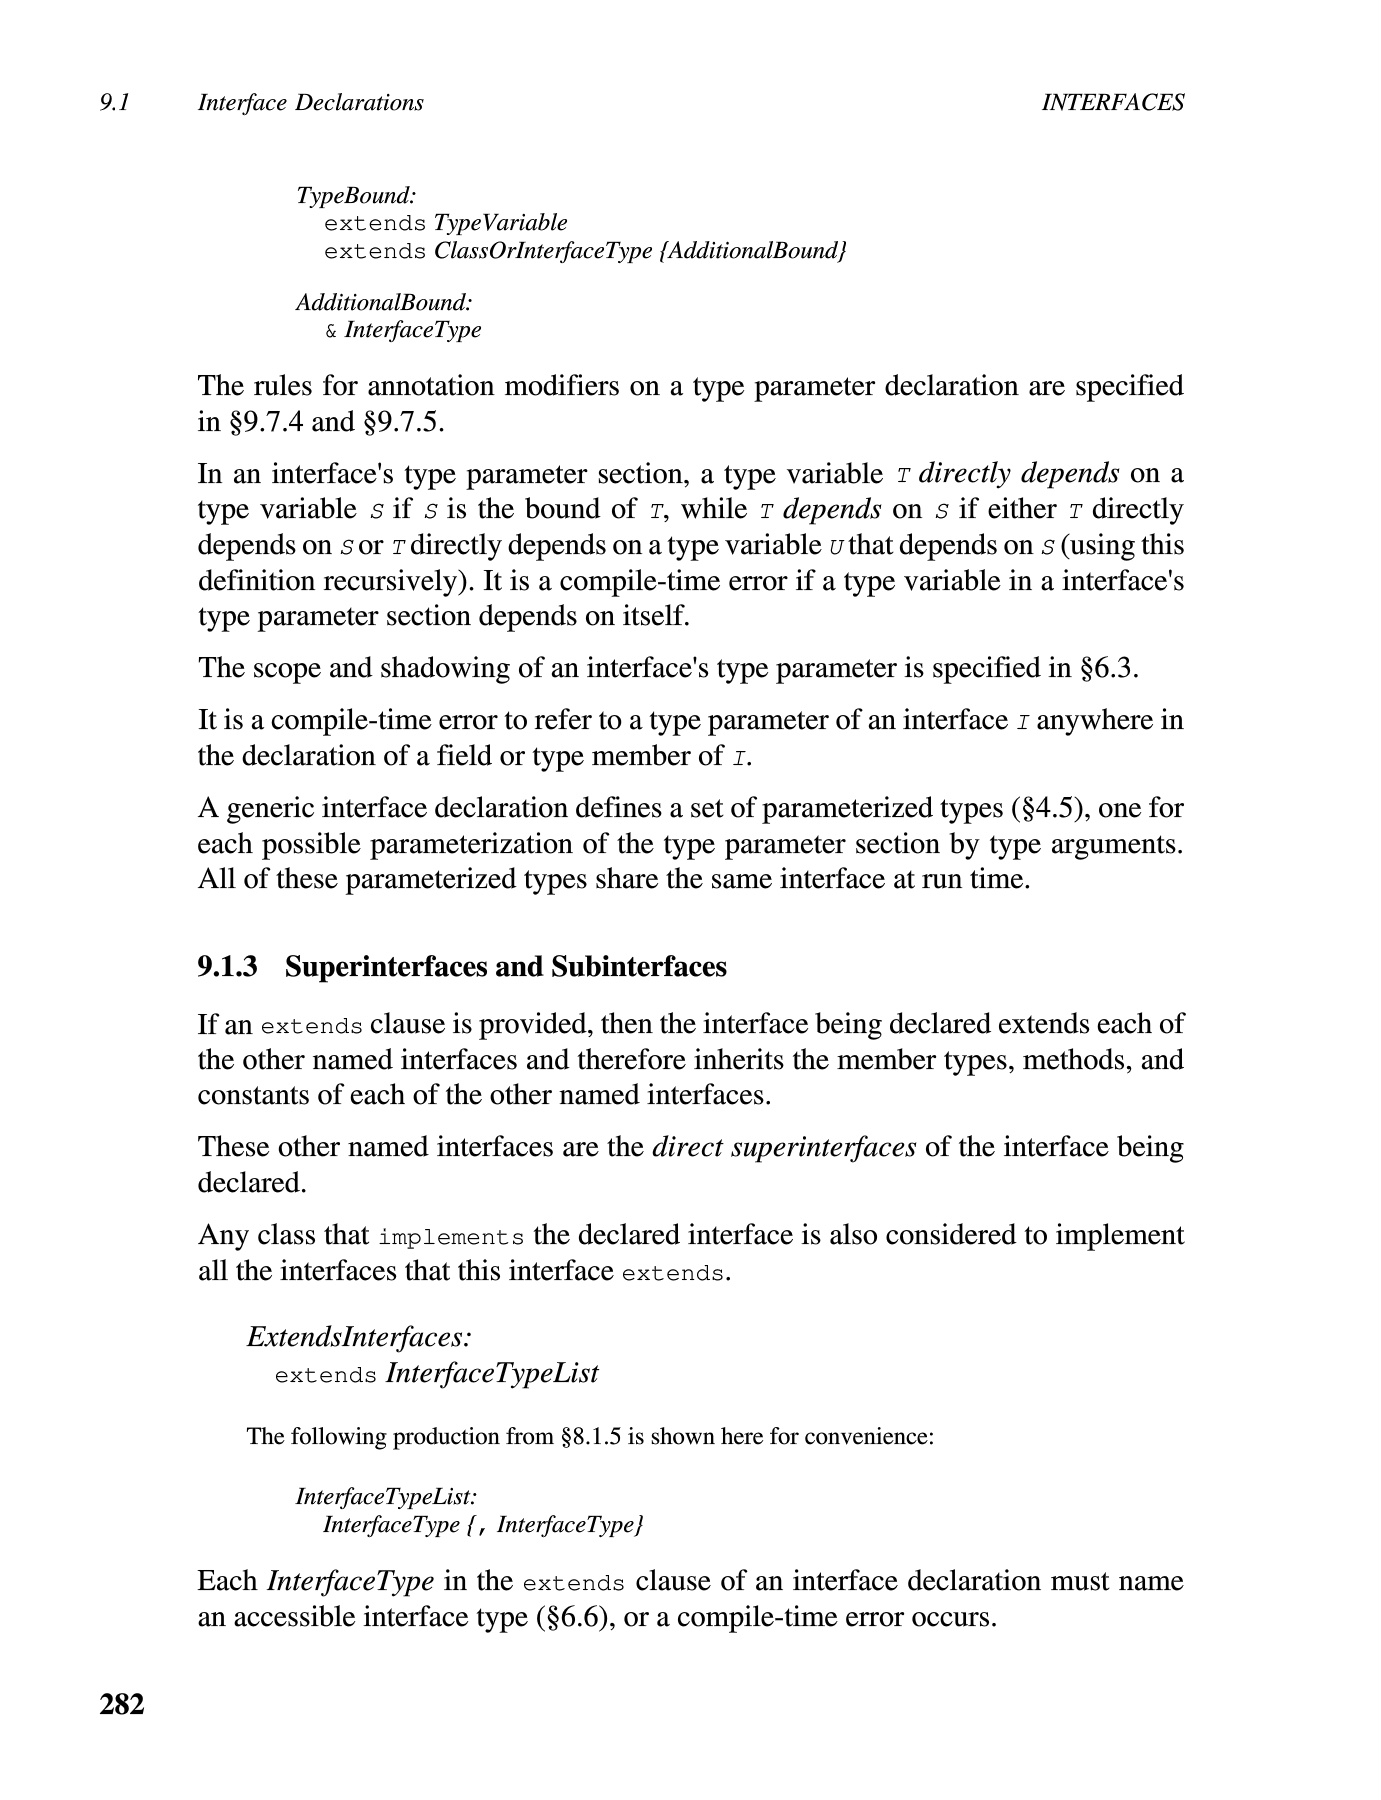 9.1 Interface Declarations INTERFACES
TypeBound:
extends TypeVariable
extends ClassOrInterfaceType {AdditionalBound}
AdditionalBound:
& InterfaceType
The rules for annotation modifiers on a type parameter declaration are specified
in §9.7.4 and §9.7.5.
In an interface's type parameter section, a type variable T directly depends on a
type variable S if S is the bound of T, while T depends on S if either T directly
depends on S or T directly depends on a type variable U that depends on S (using this
definition recursively). It is a compile-time error if a type variable in a interface's
type parameter section depends on itself.
The scope and shadowing of an interface's type parameter is specified in §6.3.
It is a compile-time error to refer to a type parameter of an interface I anywhere in
the declaration of a field or type member of I.
A generic interface declaration defines a set of parameterized types (§4.5), one for
each possible parameterization of the type parameter section by type arguments.
All of these parameterized types share the same interface at run time.
9.1.3 Superinterfaces and Subinterfaces
If an extends clause is provided, then the interface being declared extends each of
the other named interfaces and therefore inherits the member types, methods, and
constants of each of the other named interfaces.
These other named interfaces are the direct superinterfaces of the interface being
declared.
Any class that implements the declared interface is also considered to implement
all the interfaces that this interface extends.
ExtendsInterfaces:
extends InterfaceTypeList
The following production from §8.1.5 is shown here for convenience:
InterfaceTypeList:
InterfaceType {, InterfaceType}
Each InterfaceType in the extends clause of an interface declaration must name
an accessible interface type (§6.6), or a compile-time error occurs.
282